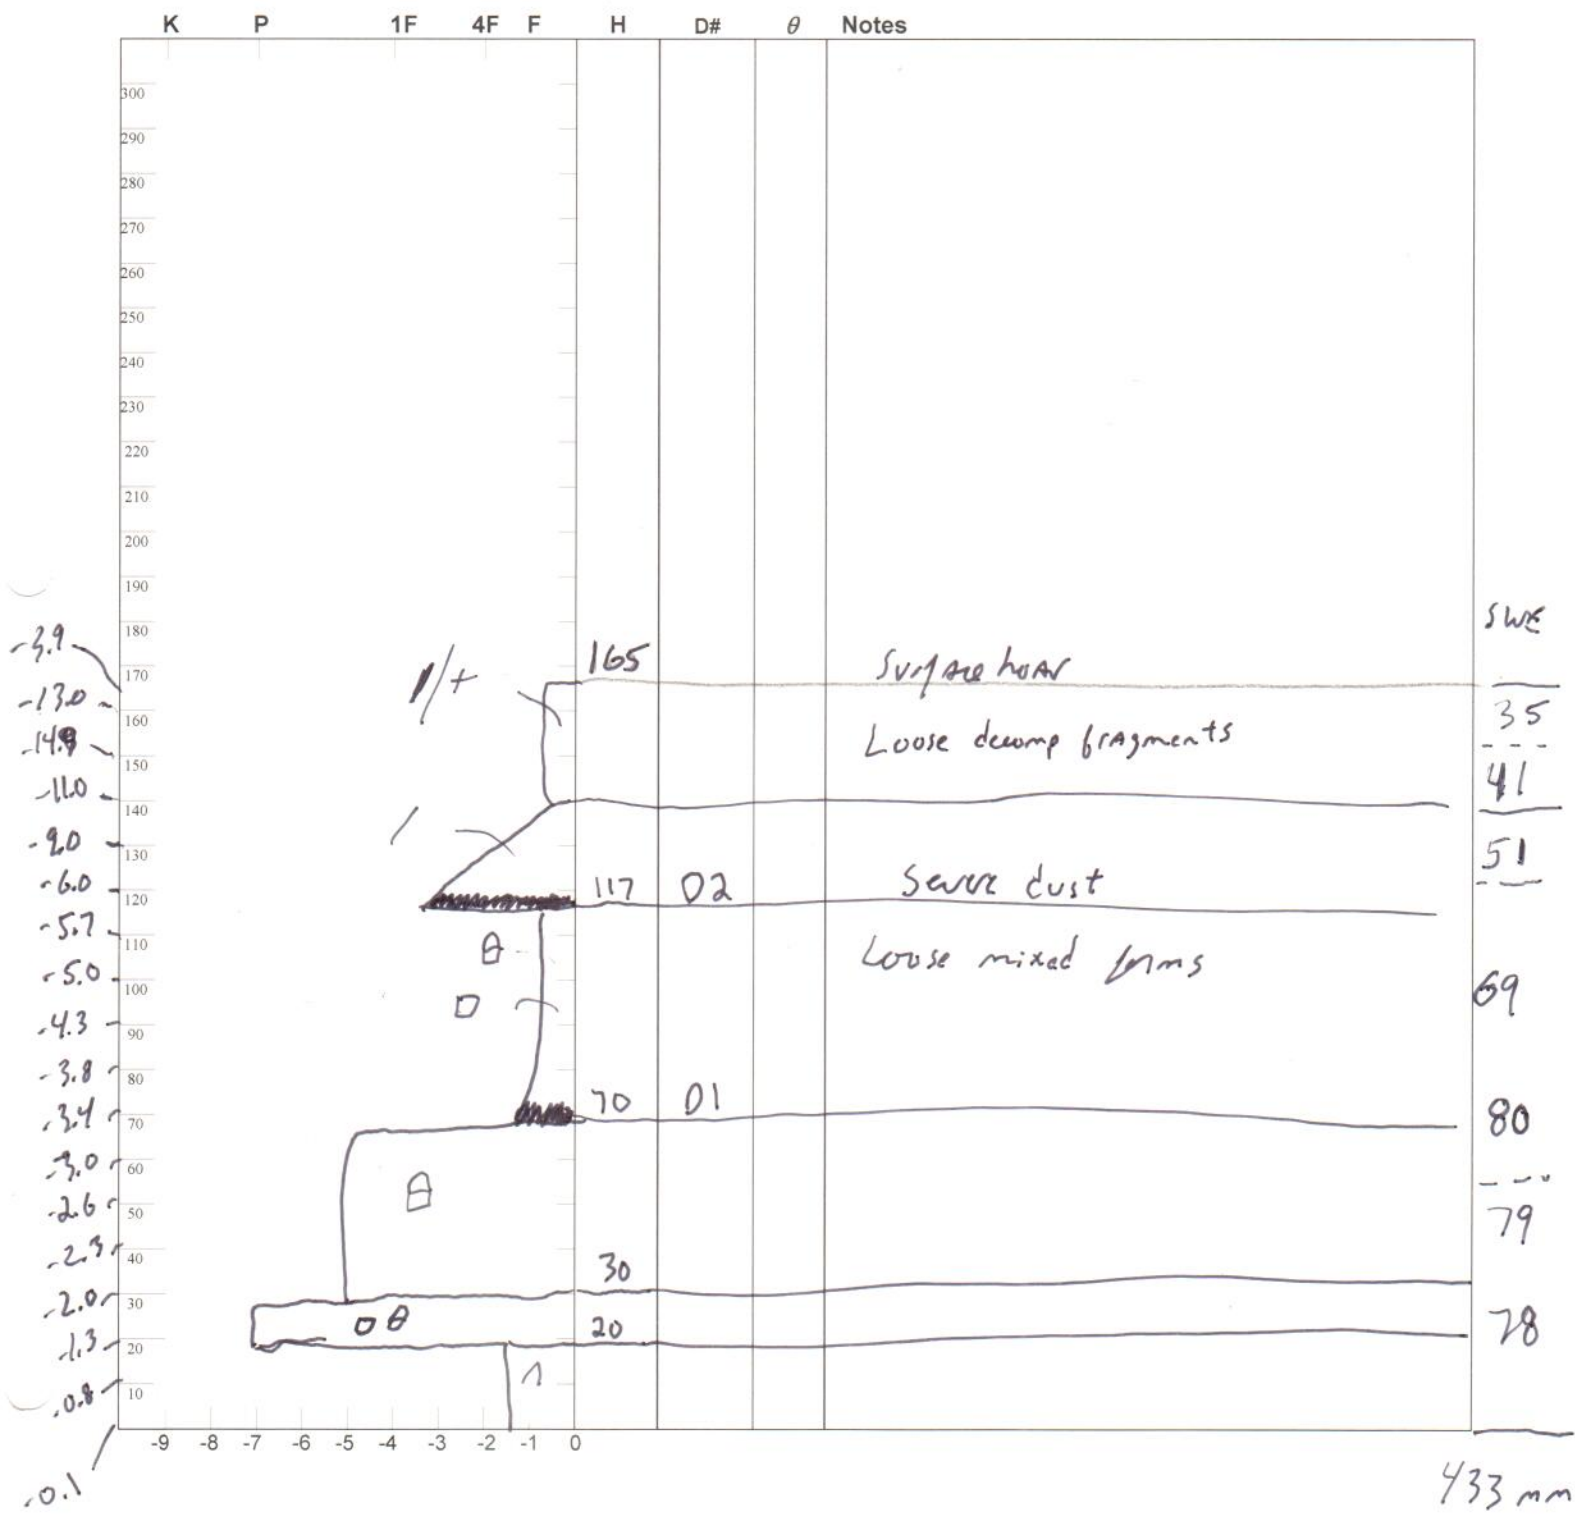 K P 1F 4F F H D# θ Notes
300
290
280
270
260
250
240
230
220
210
200
190
180 SWE
-3.9 170 165 Surface hoar
-13.0 160 1/+ 35
-14.9 150 Loose decomp fragments
-11.0 140 41
-9.0 130 / 51
-6.0 120 117 D2 Severe dust
-5.7 110 Loose mixed forms
-5.0 100 69
-4.3 90
-3.8 80
-3.4 70 70 D1 80
-3.0 60
-2.6 50 79
-2.3 40 30
-2.0 30
-1.3 20 20 78
-0.8 10
-9 -8 -7 -6 -5 -4 -3 -2 -1 0
-0.1 433 mm